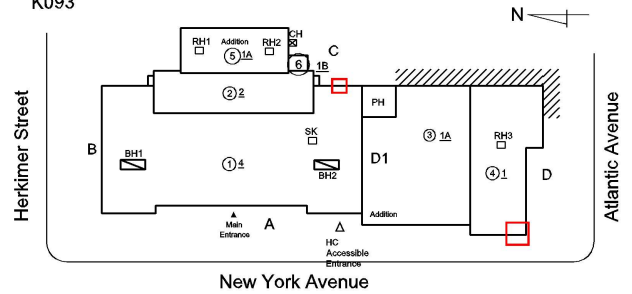 K093
N
CH
RH1
Addition
RH2
5 1A
6
C
1B
2 2
PH
SK
3 1A
RH3
Herkimer Street
B
BH1
1 4
BH2
D1
4 1
D
Atlantic Avenue
Addition
Main
Entrance
A
HC
Accessible
Entrance
New York Avenue